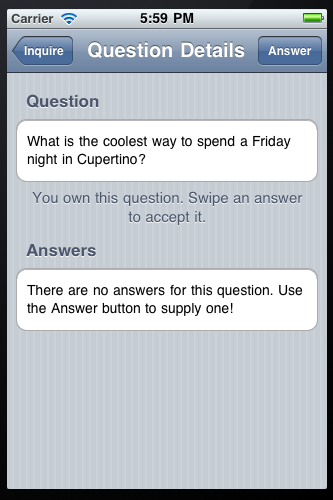 Carrier 5:59 PM
Inquire Question Details Answer
Question
What is the coolest way to spend a Friday
night in Cupertino?
You own this question. Swipe an answer
to accept it.
Answers
There are no answers for this question. Use
the Answer button to supply one!